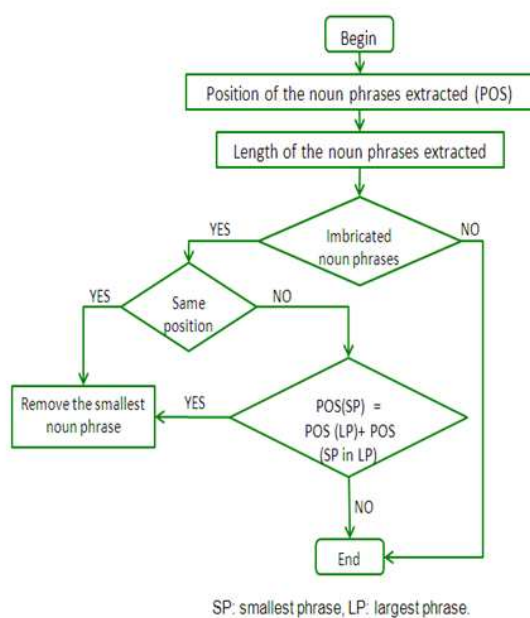 Begin
Position of the noun phrases extracted (POS)
Length of the noun phrases extracted
YES
Imbricated
noun phrases
NO
YES
Same
position
NO
Remove the smallest
noun phrase
YES
POS(SP) =
POS (LP)+ POS
(SP in LP)
NO
End
SP: smallest phrase, LP: largest phrase.